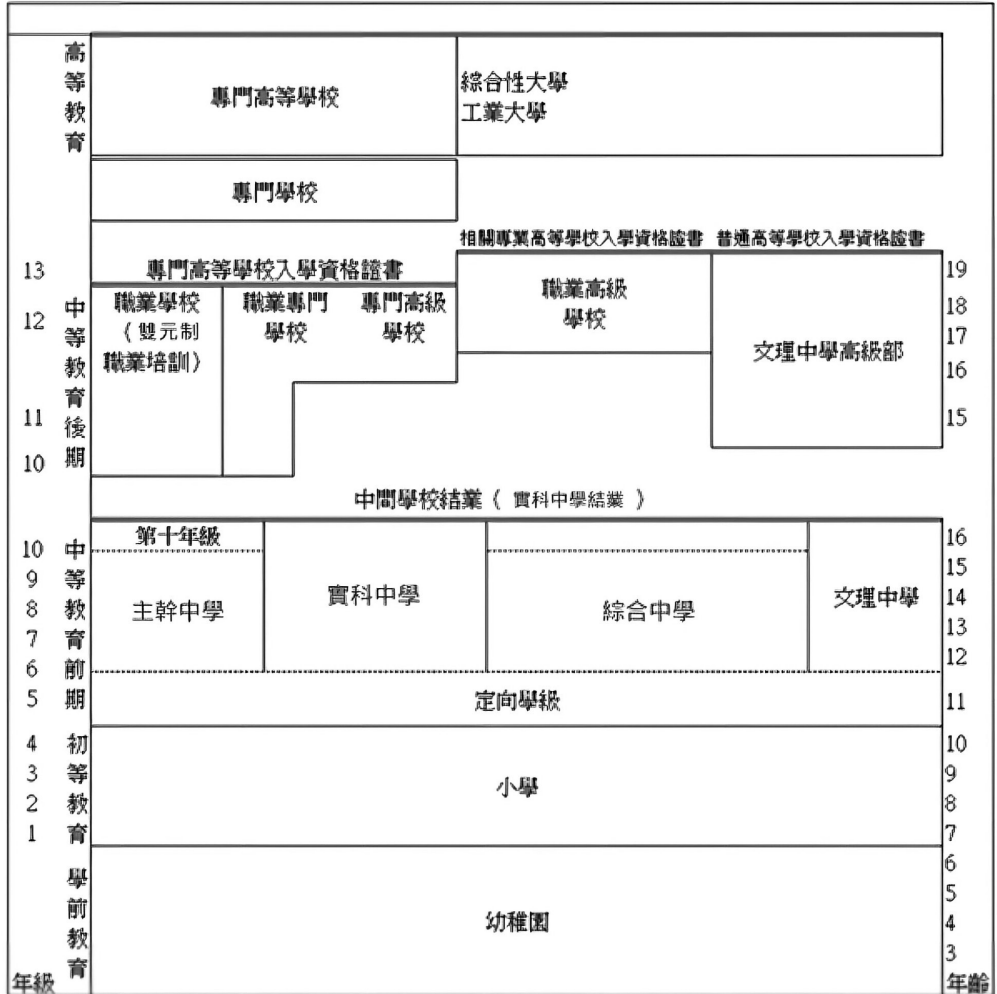 高等教育
專門高等學校
綜合性大學
工業大學
專門學校
相關專業高等學校入學資格證書
普通高等學校入學資格證書
13
專門高等學校入學資格證書
19
12
中等教育後期
職業學校
（雙元制
職業培訓）
職業專門
學校
專門高級
學校
職業高級
學校
文理中學高級部
18
17
16
11
15
10
中間學校結業（實科中學結業）
中等教育前期
第十年級
16
10
15
9
主幹中學
實科中學
綜合中學
文理中學
8
14
7
13
6
12
5
定向學級
11
初等教育
4
10
3
小學
9
2
8
1
7
學前教育
6
5
幼稚園
4
3
年級
年齡